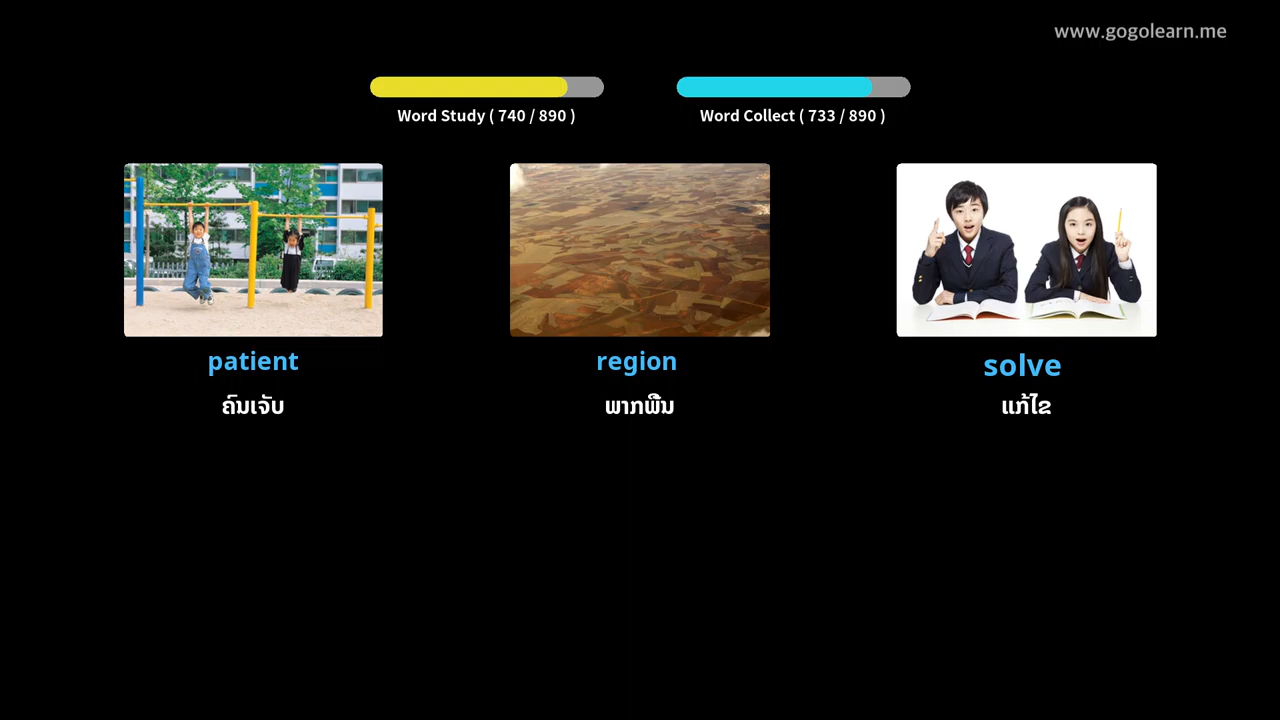 www.gogolearn.me
Word Study ( 740 / 890 )
Word Collect ( 733 / 890 )
patient
ຄົນເຈັບ
region
ພາກພື້ນ
solve
ແກ້ໄຂ